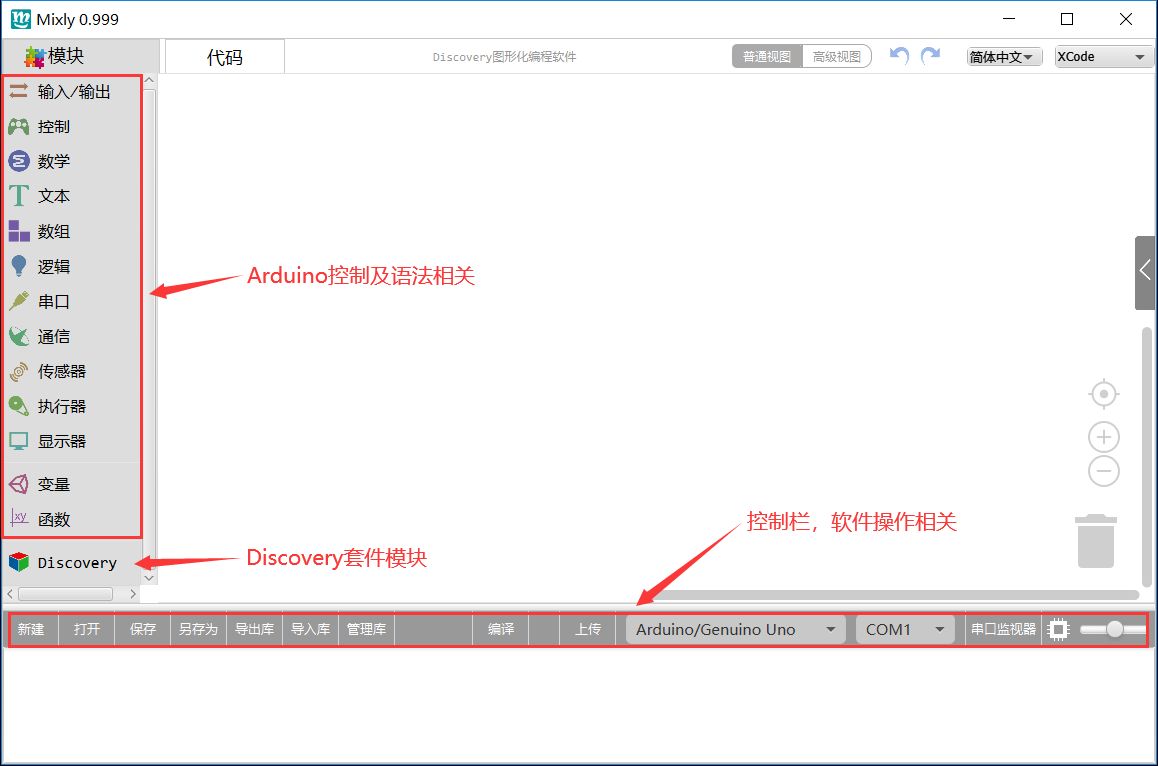 Mixly 0.999
模块
代码
Discovery图形化编程软件
普通视图
高级视图
简体中文
XCode
输入/输出
控制
数学
文本
数组
逻辑
Arduino控制及语法相关
串口
通信
传感器
执行器
显示器
变量
xy
函数
控制栏，软件操作相关
Discovery
Discovery套件模块
新建 打开 保存 另存为 导出库 导入库 管理库 编译 上传 Arduino/Genuino Uno COM1 串口监视器